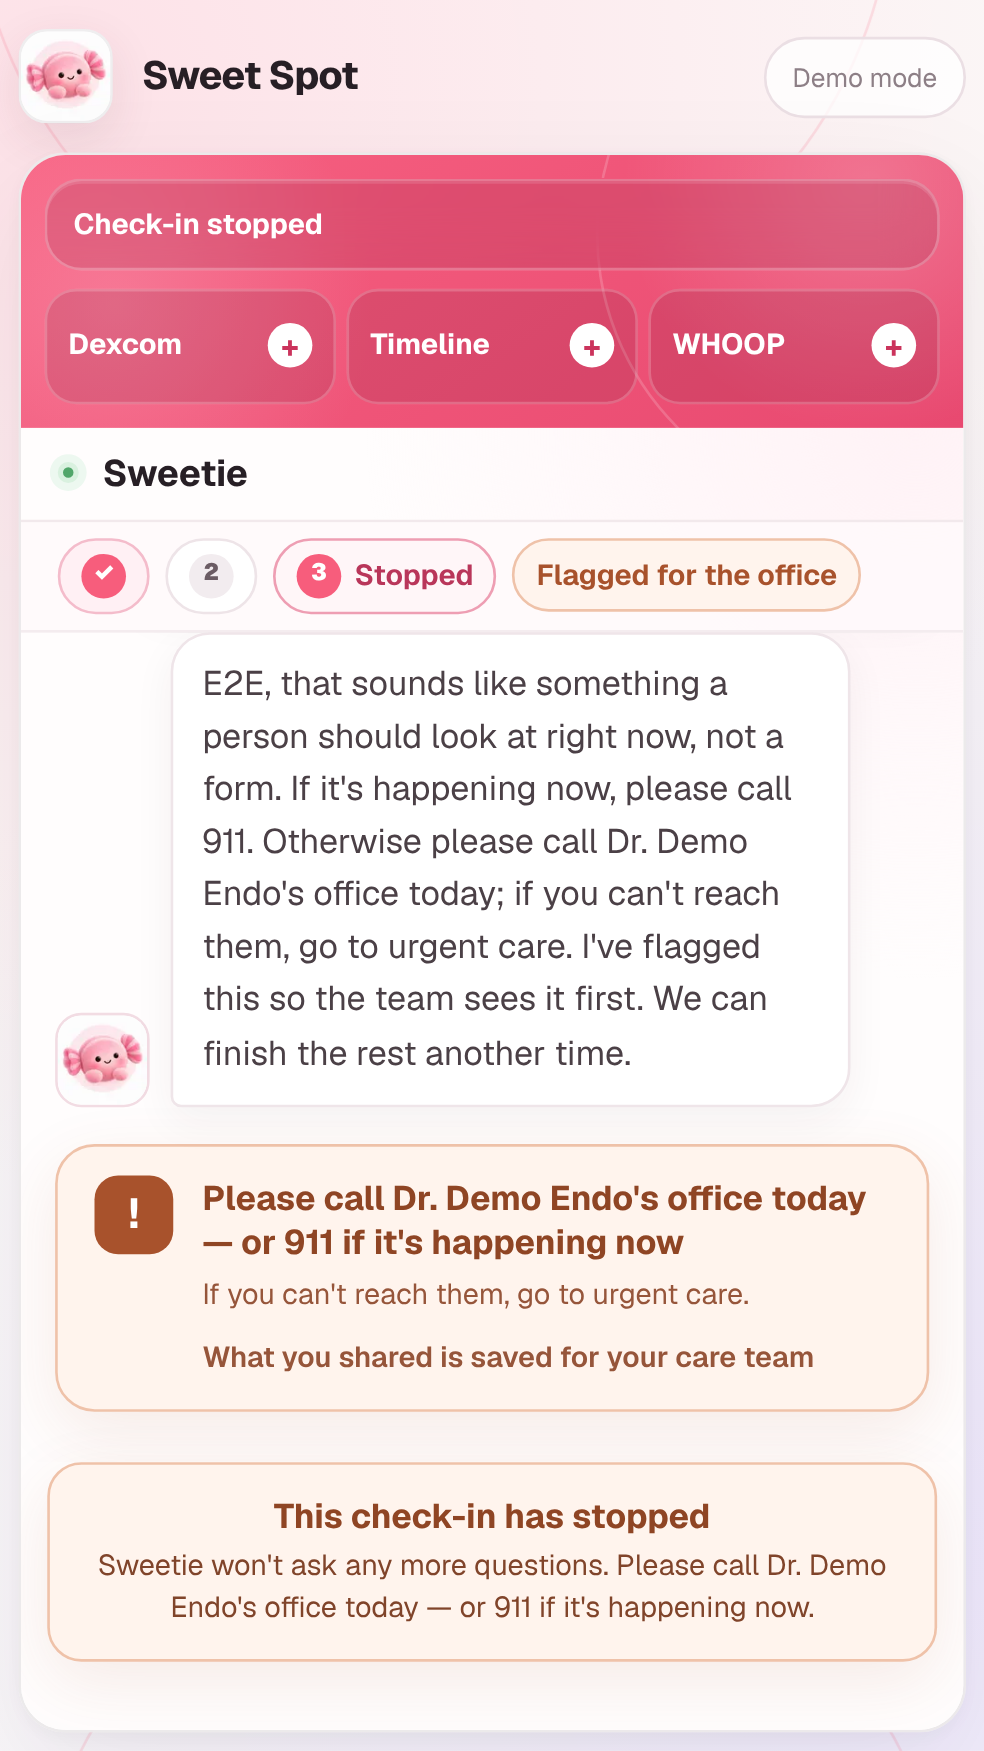 Sweet Spot
Demo mode
Check-in stopped
Dexcom +
Timeline +
WHOOP +
Sweetie
2
3 Stopped
Flagged for the office
E2E, that sounds like something a
person should look at right now, not a
form. If it's happening now, please call
911. Otherwise please call Dr. Demo
Endo's office today; if you can't reach
them, go to urgent care. I've flagged
this so the team sees it first. We can
finish the rest another time.
!
Please call Dr. Demo Endo's office today
— or 911 if it's happening now
If you can't reach them, go to urgent care.
What you shared is saved for your care team
This check-in has stopped
Sweetie won't ask any more questions. Please call Dr. Demo
Endo's office today — or 911 if it's happening now.